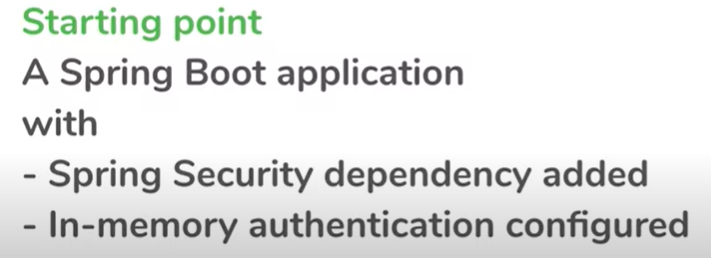 Starting point
A Spring Boot application
with
- Spring Security dependency added
- In-memory authentication configured